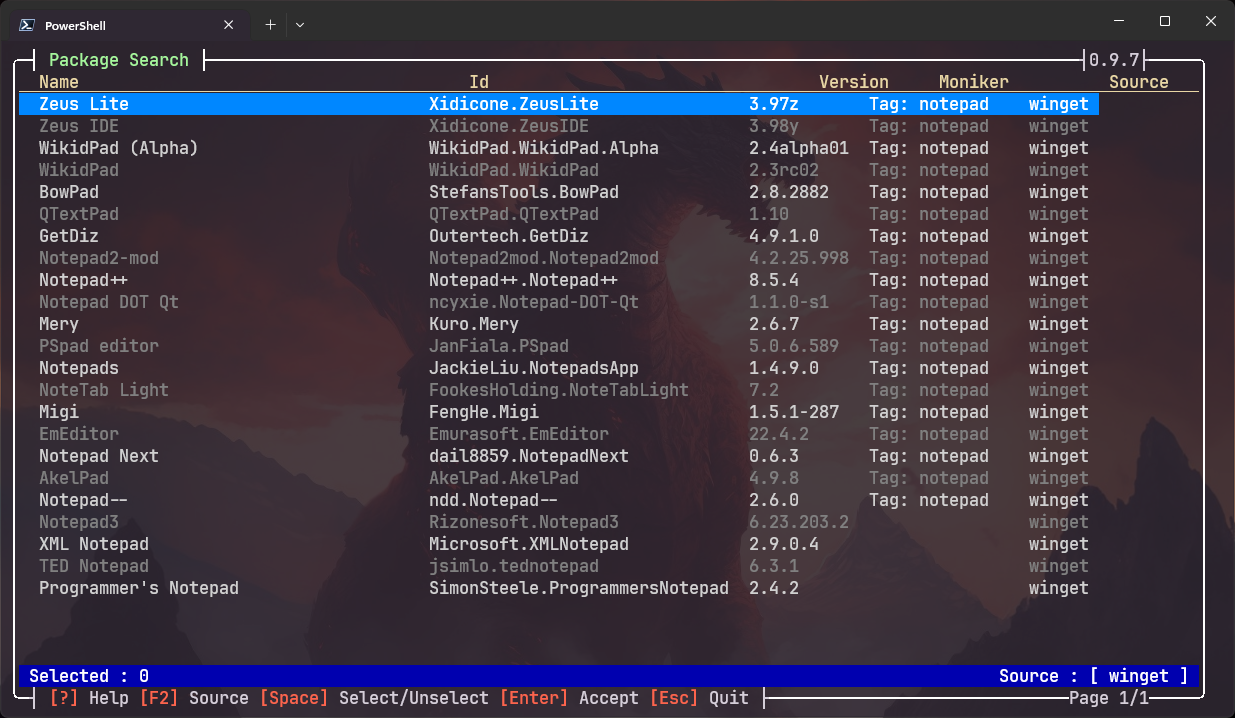 PowerShell
Package Search 0.9.7
Name Id Version Moniker Source
Zeus Lite Xidicone.ZeusLite 3.97z Tag: notepad winget
Zeus IDE Xidicone.ZeusIDE 3.98y Tag: notepad winget
WikidPad (Alpha) WikidPad.WikidPad.Alpha 2.4alpha01 Tag: notepad winget
WikidPad WikidPad.WikidPad 2.3rc02 Tag: notepad winget
BowPad StefansTools.BowPad 2.8.2882 Tag: notepad winget
QTextPad QTextPad.QTextPad 1.10 Tag: notepad winget
GetDiz Outertech.GetDiz 4.9.1.0 Tag: notepad winget
Notepad2-mod Notepad2mod.Notepad2mod 4.2.25.998 Tag: notepad winget
Notepad++ Notepad++.Notepad++ 8.5.4 Tag: notepad winget
Notepad DOT Qt ncyxie.Notepad-DOT-Qt 1.1.0-s1 Tag: notepad winget
Mery Kuro.Mery 2.6.7 Tag: notepad winget
PSpad editor JanFiala.PSpad 5.0.6.589 Tag: notepad winget
Notepads JackieLiu.NotepadsApp 1.4.9.0 Tag: notepad winget
NoteTab Light FookesHolding.NoteTabLight 7.2 Tag: notepad winget
Migi FengHe.Migi 1.5.1-287 Tag: notepad winget
EmEditor Emurasoft.EmEditor 22.4.2 Tag: notepad winget
Notepad Next dail8859.NotepadNext 0.6.3 Tag: notepad winget
AkelPad AkelPad.AkelPad 4.9.8 Tag: notepad winget
Notepad-- ndd.Notepad-- 2.6.0 Tag: notepad winget
Notepad3 Rizonesoft.Notepad3 6.23.203.2 winget
XML Notepad Microsoft.XMLNotepad 2.9.0.4 winget
TED Notepad jsimlo.tednotepad 6.3.1 winget
Programmer's Notepad SimonSteele.ProgrammersNotepad 2.4.2 winget
Selected : 0 Source : [ winget ]
[?] Help [F2] Source [Space] Select/Unselect [Enter] Accept [Esc] Quit Page 1/1